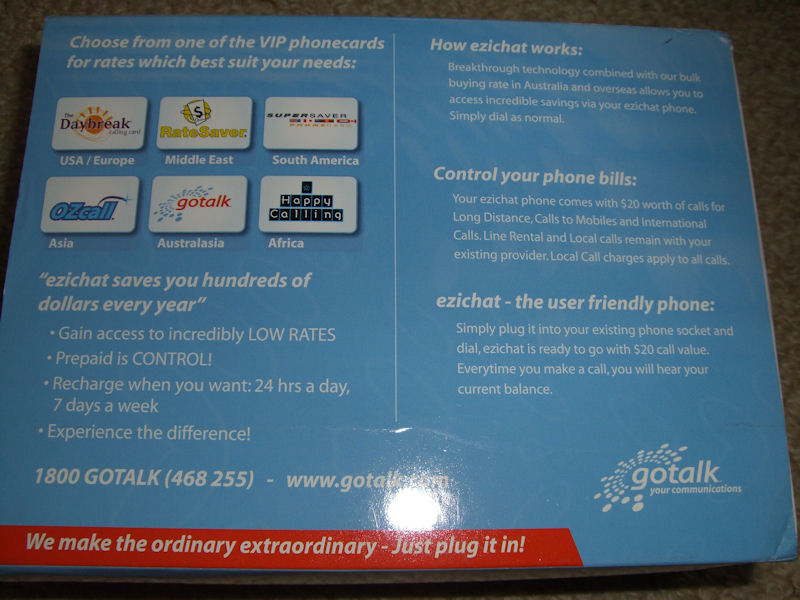 Choose from one of the VIP phonecards
for rates which best suit your needs:
The
Daybreak
calling card
RateSaver
SUPERSAVER
PHONECARD
USA / Europe
Middle East
South America
OZcall
gotalk
Happy
Calling
Asia
Australasia
Africa
"ezichat saves you hundreds of
dollars every year"
• Gain access to incredibly LOW RATES
• Prepaid is CONTROL!
• Recharge when you want: 24 hrs a day,
7 days a week
• Experience the difference!
1800 GOTALK (468 255) - www.gotalk.com
How ezichat works:
Breakthrough technology combined with our bulk
buying rate in Australia and overseas allows you to
access incredible savings via your ezichat phone.
Simply dial as normal.
Control your phone bills:
Your ezichat phone comes with $20 worth of calls for
Long Distance, Calls to Mobiles and International
Calls. Line Rental and Local calls remain with your
existing provider. Local Call charges apply to all calls.
ezichat - the user friendly phone:
Simply plug it into your existing phone socket and
dial, ezichat is ready to go with $20 call value.
Everytime you make a call, you will hear your
current balance.
gotalk
your communications
We make the ordinary extraordinary - Just plug it in!